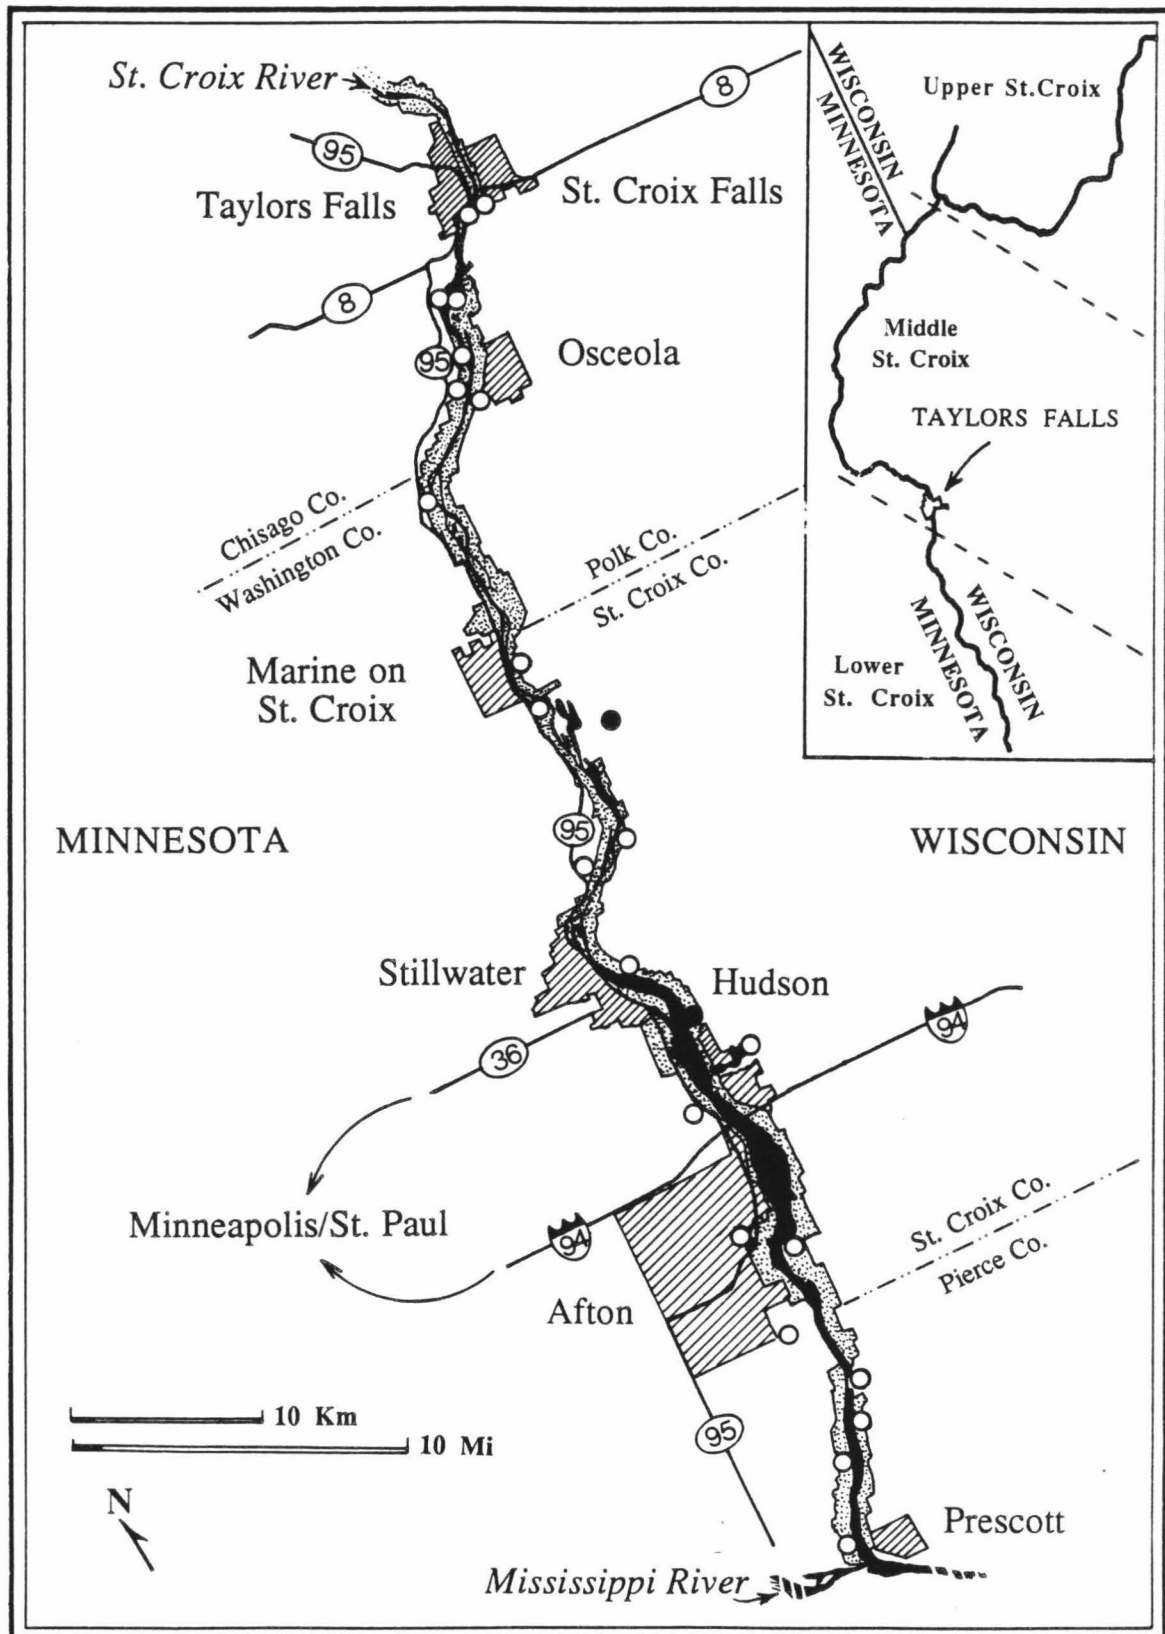 St. Croix River
8
95
Taylors Falls
St. Croix Falls
8
95
Osceola
Chisago Co.
Washington Co.
Polk Co.
St. Croix Co.
Marine on
St. Croix
95
MINNESOTA
WISCONSIN
Stillwater
Hudson
94
36
Minneapolis/St. Paul
94
St. Croix Co.
Pierce Co.
Afton
10 Km
10 Mi
95
N
Prescott
Mississippi River
WISCONSIN
MINNESOTA
Upper St.Croix
Middle
St. Croix
TAYLORS FALLS
WISCONSIN
MINNESOTA
Lower
St. Croix